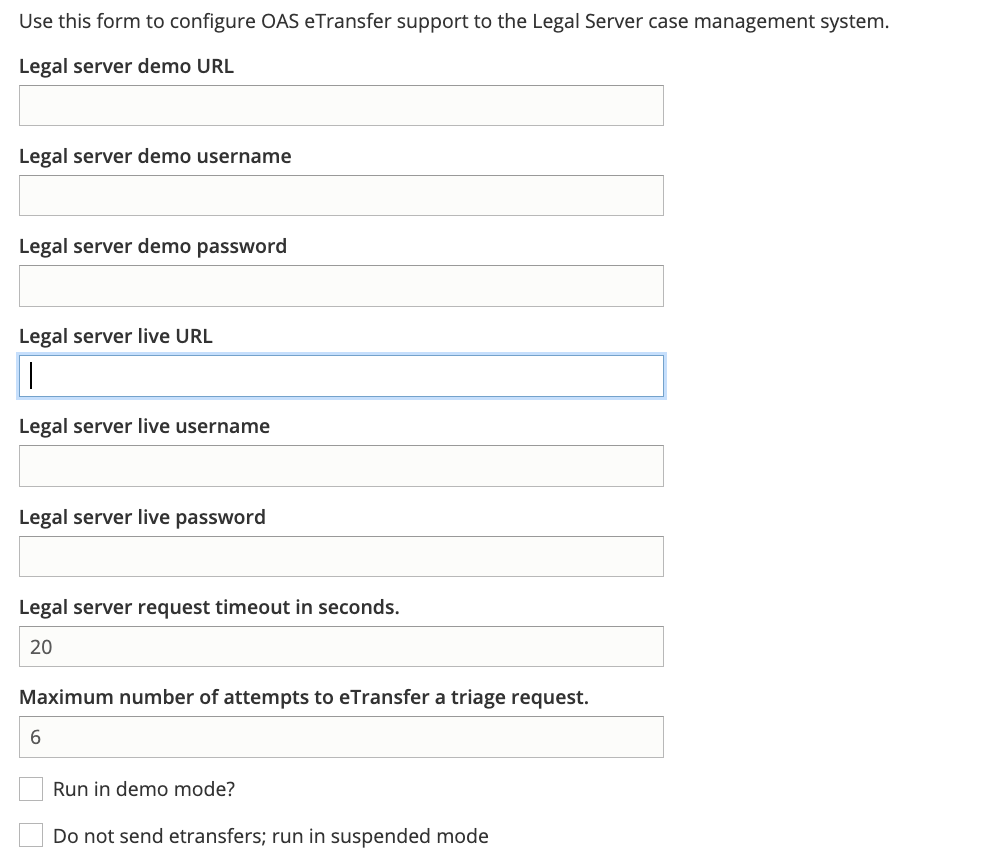 Use this form to configure OAS eTransfer support to the Legal Server case management system.
Legal server demo URL
Legal server demo username
Legal server demo password
Legal server live URL
Legal server live username
Legal server live password
Legal server request timeout in seconds.
20
Maximum number of attempts to eTransfer a triage request.
6
Run in demo mode?
Do not send etransfers; run in suspended mode